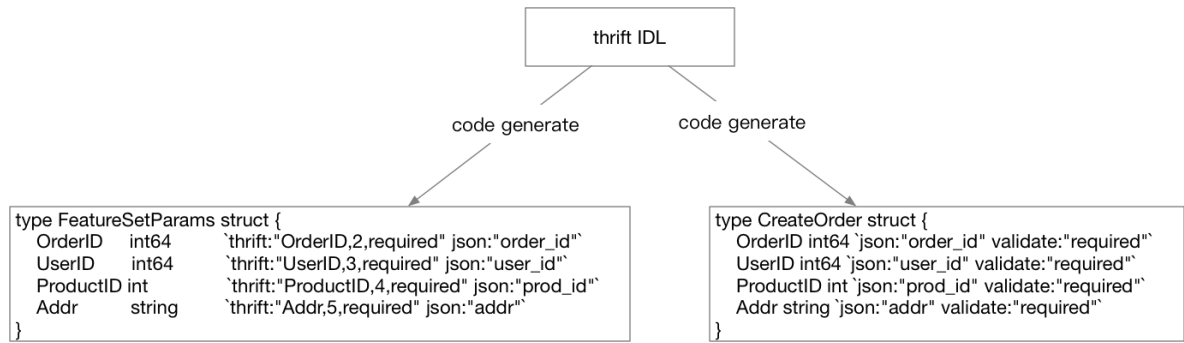 thrift IDL
code generate
code generate
type FeatureSetParams struct {
OrderID int64 `thrift:"OrderID,2,required" json:"order_id"`
UserID int64 `thrift:"UserID,3,required" json:"user_id"`
ProductID int `thrift:"ProductID,4,required" json:"prod_id"`
Addr string `thrift:"Addr,5,required" json:"addr"`
}
type CreateOrder struct {
OrderID int64 `json:"order_id" validate:"required"`
UserID int64 `json:"user_id" validate:"required"`
ProductID int `json:"prod_id" validate:"required"`
Addr string `json:"addr" validate:"required"`
}